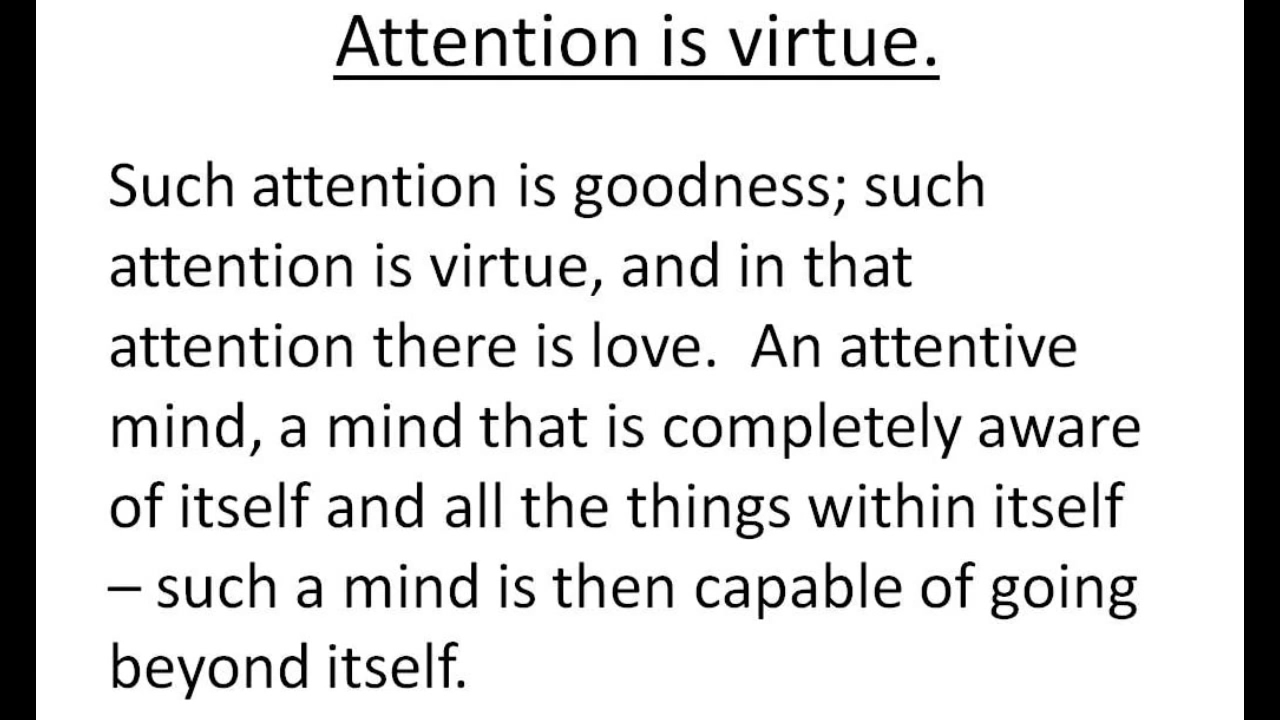 Attention is virtue.
Such attention is goodness; such
attention is virtue, and in that
attention there is love.  An attentive
mind, a mind that is completely aware
of itself and all the things within itself
– such a mind is then capable of going
beyond itself.